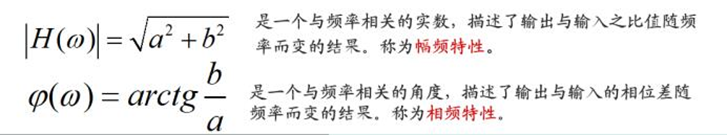 |H(ω)| = √(a² + b²)
是一个与频率相关的实数，描述了输出与输入之比值随频
率而变的结果。称为幅频特性。
φ(ω) = arctg b/a
是一个与频率相关的角度，描述了输出与输入的相位差随
频率而变的结果。称为相频特性。